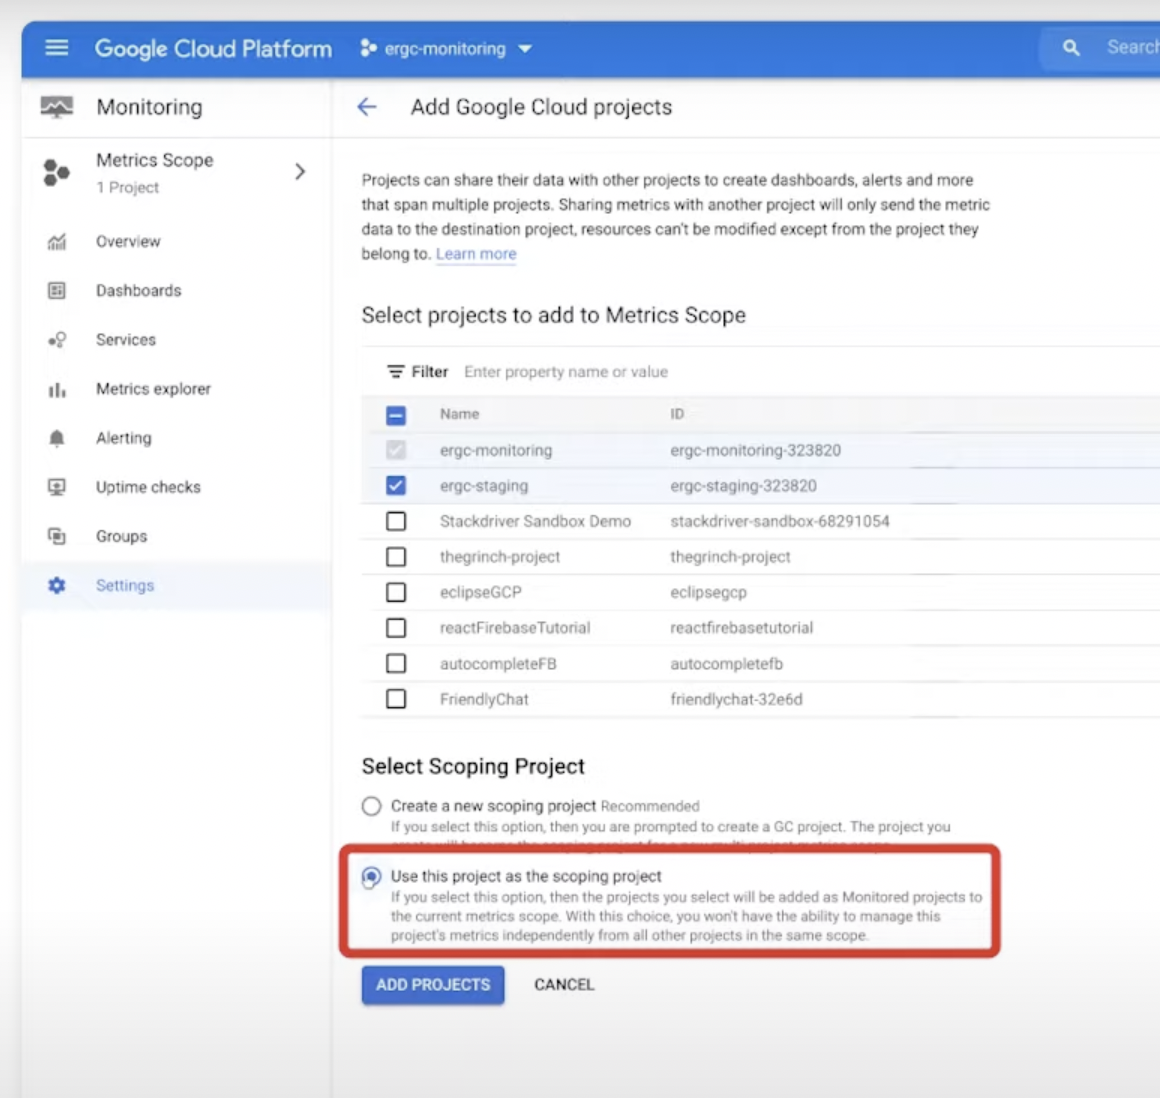 Google Cloud Platform
ergc-monitoring
Search
Monitoring
Add Google Cloud projects
Metrics Scope
1 Project
Overview
Dashboards
Services
Metrics explorer
Alerting
Uptime checks
Groups
Settings
Projects can share their data with other projects to create dashboards, alerts and more
that span multiple projects. Sharing metrics with another project will only send the metric
data to the destination project, resources can't be modified except from the project they
belong to. Learn more
Select projects to add to Metrics Scope
Filter Enter property name or value
Name ID
ergc-monitoring ergc-monitoring-323820
ergc-staging ergc-staging-323820
Stackdriver Sandbox Demo stackdriver-sandbox-68291054
thegrinch-project thegrinch-project
eclipseGCP eclipsegcp
reactFirebaseTutorial reactfirebasetutorial
autocompleteFB autocompletefb
FriendlyChat friendlychat-32e6d
Select Scoping Project
Create a new scoping project Recommended
If you select this option, then you are prompted to create a GC project. The project you
Use this project as the scoping project
If you select this option, then the projects you select will be added as Monitored projects to
the current metrics scope. With this choice, you won't have the ability to manage this
project's metrics independently from all other projects in the same scope.
ADD PROJECTS CANCEL